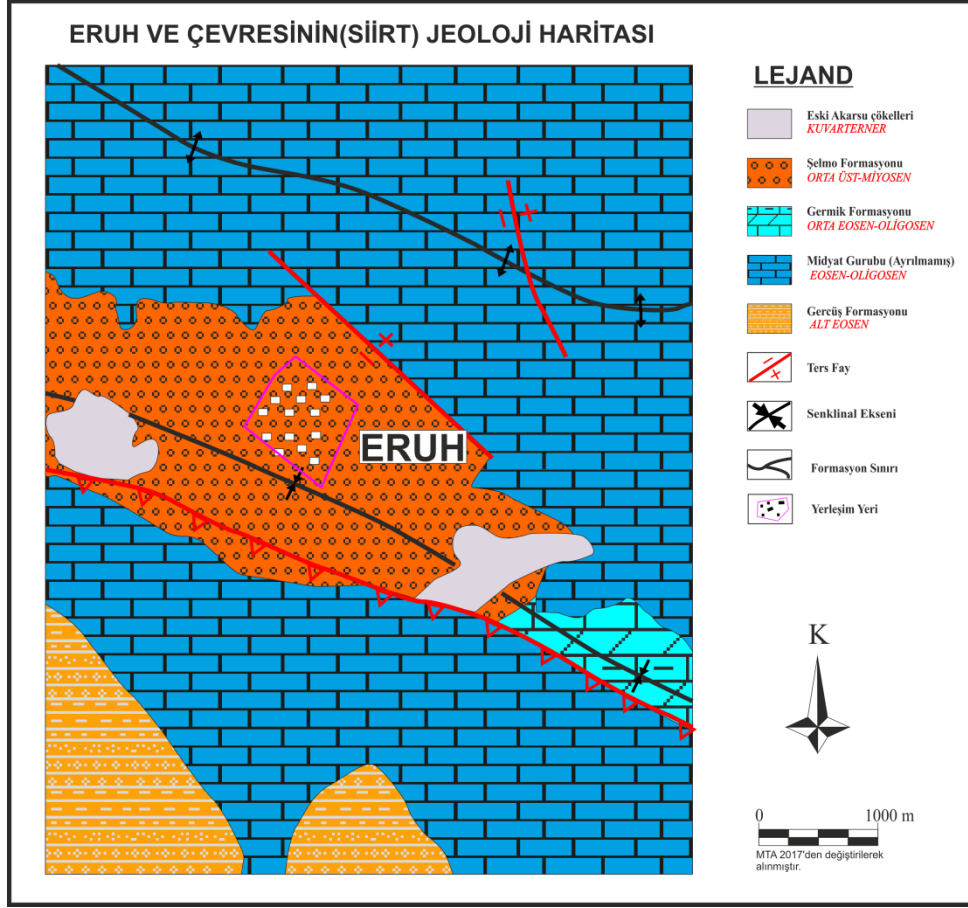 ERUH VE ÇEVRESİNİN(SİİRT) JEOLOJİ HARİTASI
LEJAND
Eski Akarsu çökelleri
KUVARTERNER
Şelmo Formasyonu
ORTA ÜST-MİYOSEN
Germik Formasyonu
ORTA EOSEN-OLİGOSEN
Midyat Gurubu (Ayrılmamış)
EOSEN-OLİGOSEN
Gercüş Formasyonu
ALT EOSEN
Ters Fay
Senklinal Ekseni
Formasyon Sınırı
Yerleşim Yeri
ERUH
K
0 1000 m
MTA 2017'den değiştirilerek
alınmıştır.